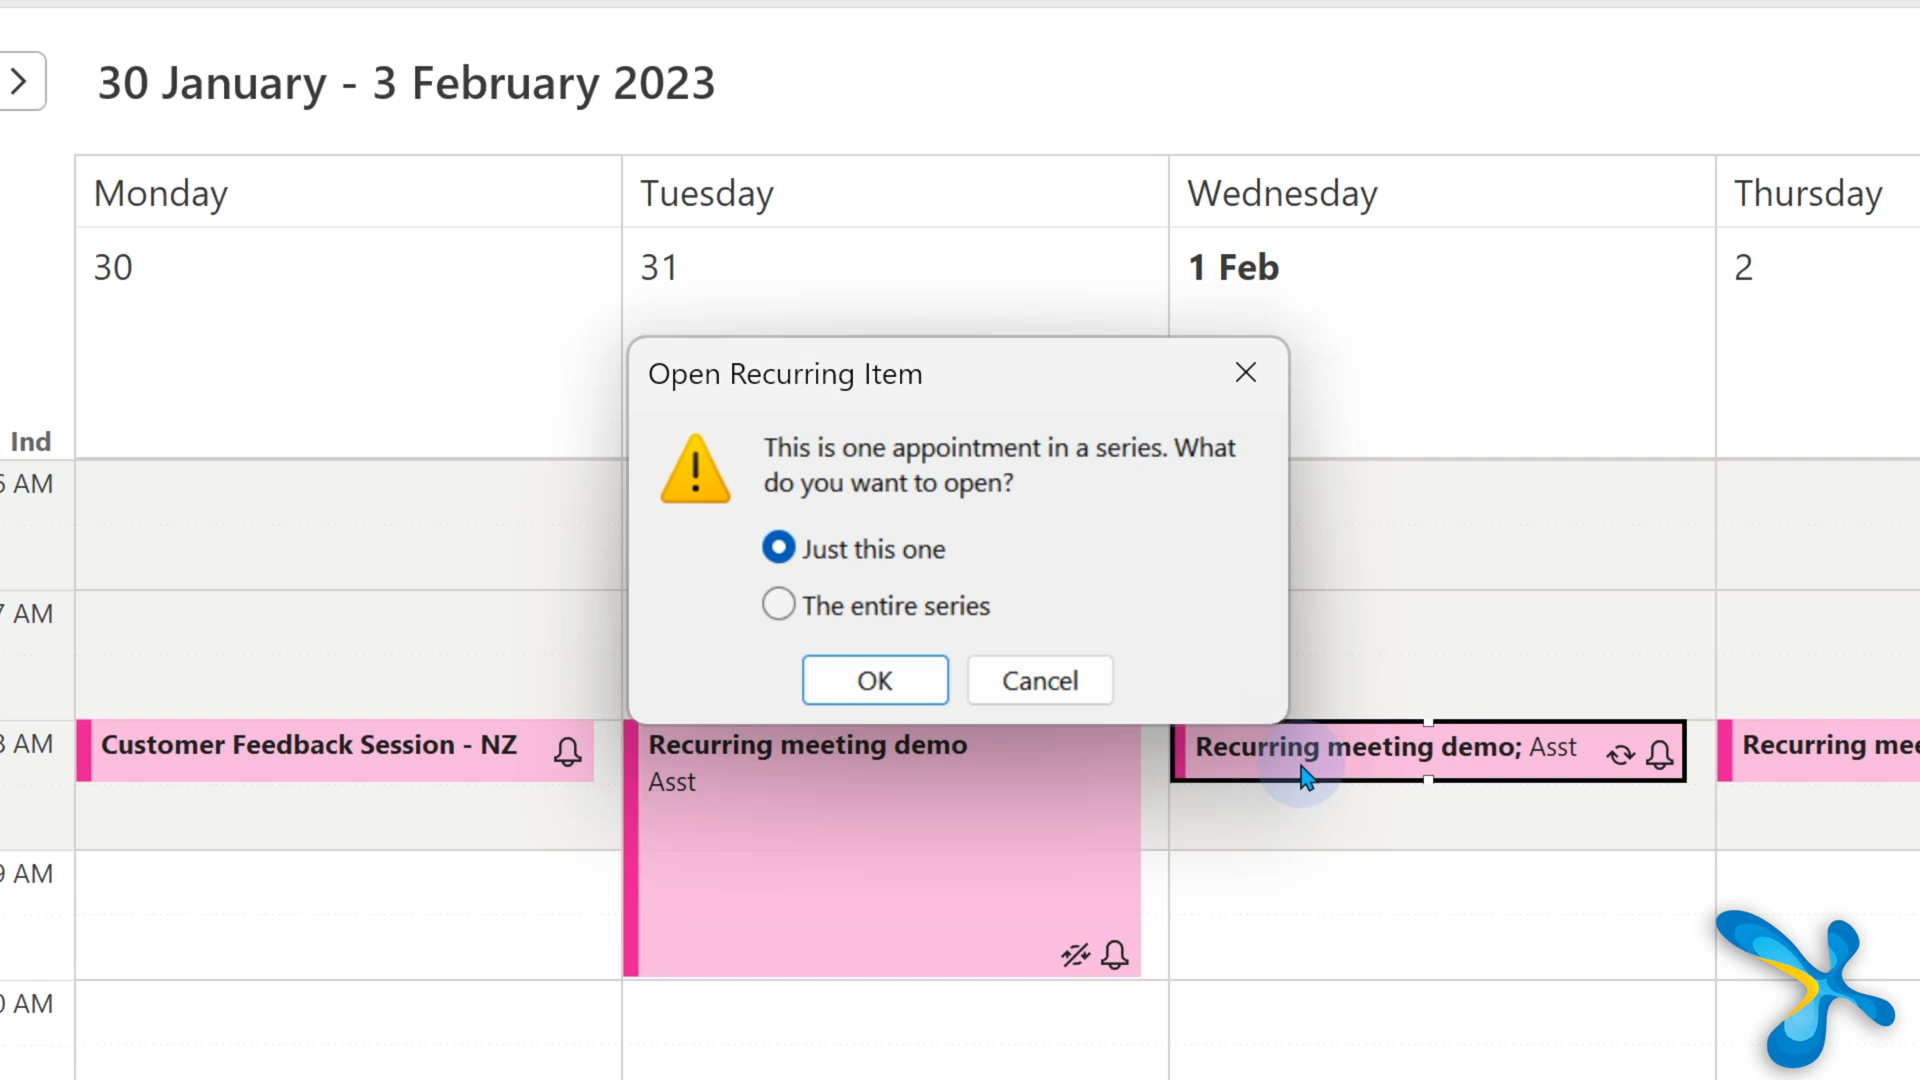 30 January - 3 February 2023
Monday
Tuesday
Wednesday
Thursday
30
31
1 Feb
2
Open Recurring Item
This is one appointment in a series. What
do you want to open?
Just this one
The entire series
OK
Cancel
Ind
AM
AM
AM
Customer Feedback Session - NZ
Recurring meeting demo
Asst
Recurring meeting demo; Asst
Recurring
AM
AM